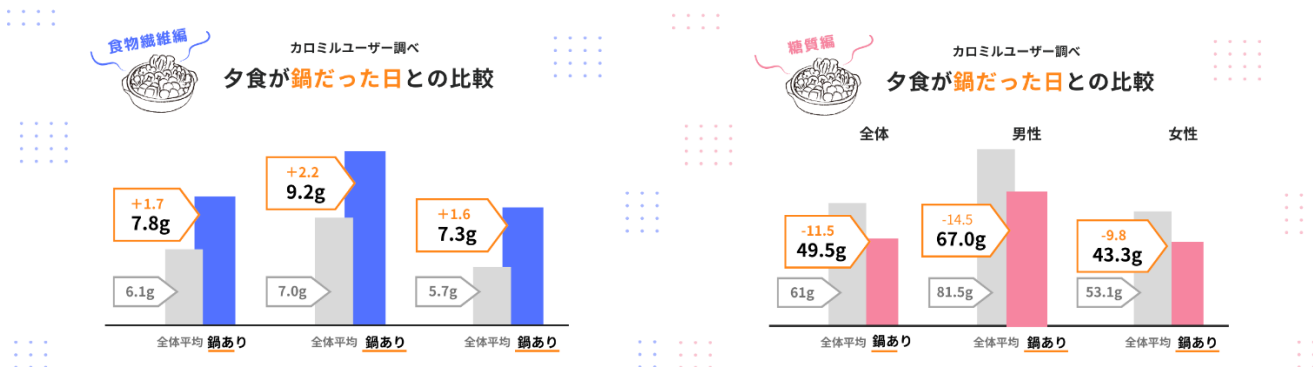 食物繊維編
カロミルユーザー調べ
夕食が鍋だった日との比較
+1.7
7.8g
6.1g
+2.2
9.2g
7.0g
+1.6
7.3g
5.7g
全体平均 鍋あり
全体平均 鍋あり
全体平均 鍋あり
糖質編
カロミルユーザー調べ
夕食が鍋だった日との比較
全体
男性
女性
-11.5
49.5g
61g
-14.5
67.0g
81.5g
-9.8
43.3g
53.1g
全体平均 鍋あり
全体平均 鍋あり
全体平均 鍋あり